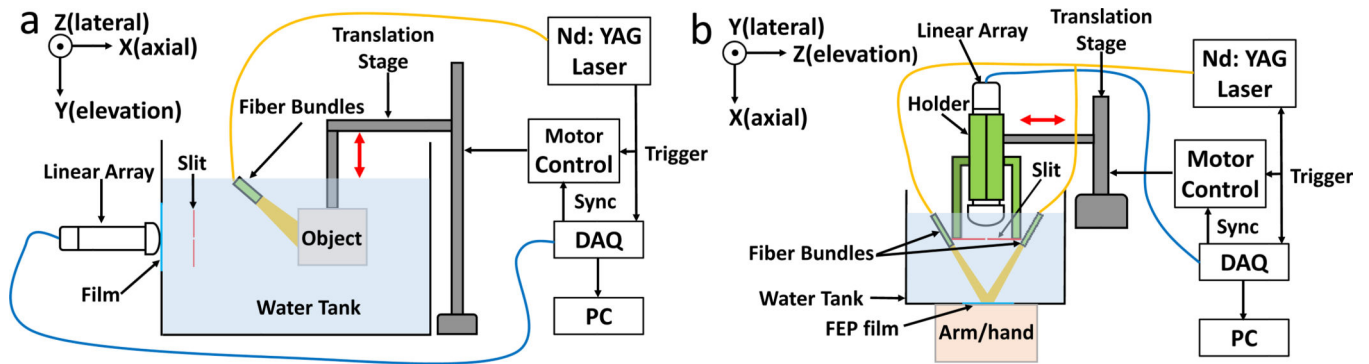 a
Z(lateral)
X(axial)
Y(elevation)
Translation
Stage
Nd: YAG
Laser
Fiber Bundles
Linear Array
Slit
Motor
Control
Trigger
Sync
Object
DAQ
Film
Water Tank
PC
b
Y(lateral)
Z(elevation)
X(axial)
Linear Array
Translation
Stage
Nd: YAG
Laser
Holder
Slit
Motor
Control
Trigger
Sync
Fiber Bundles
DAQ
Water Tank
FEP film
Arm/hand
PC